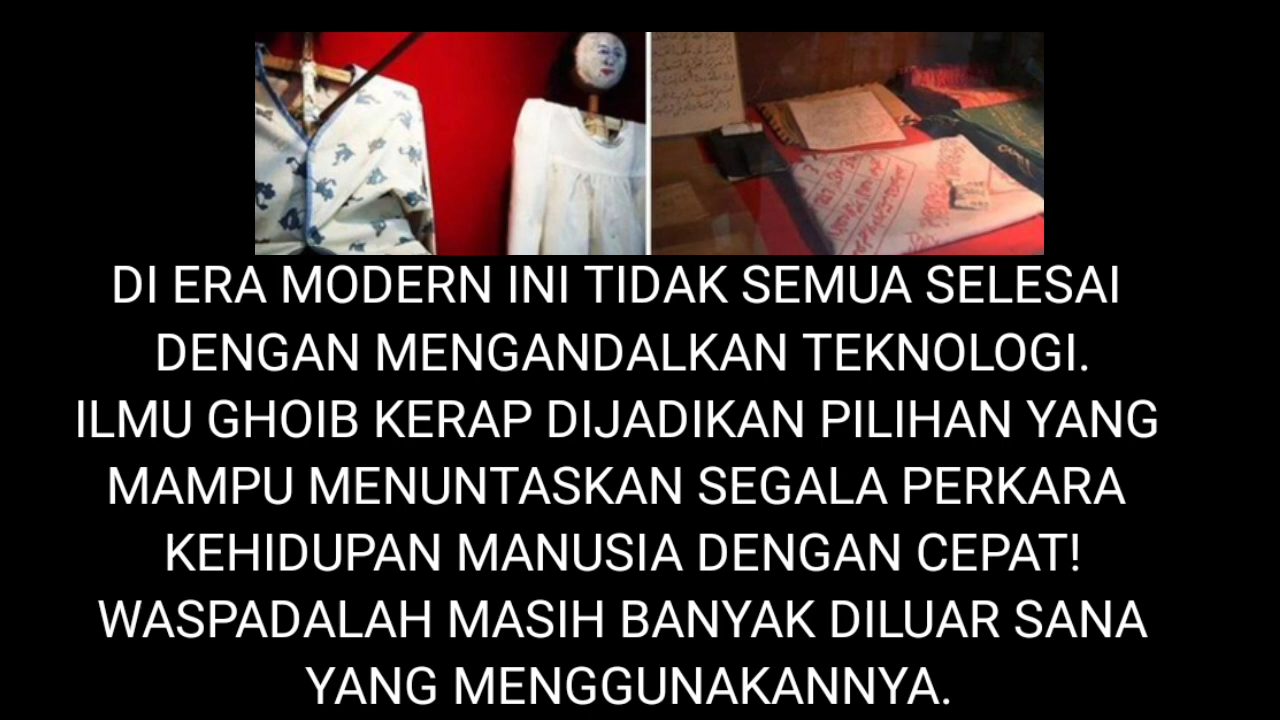 DI ERA MODERN INI TIDAK SEMUA SELESAI
DENGAN MENGANDALKAN TEKNOLOGI.
ILMU GHOIB KERAP DIJADIKAN PILIHAN YANG
MAMPU MENUNTASKAN SEGALA PERKARA
KEHIDUPAN MANUSIA DENGAN CEPAT!
WASPADALAH MASIH BANYAK DILUAR SANA
YANG MENGGUNAKANNYA.